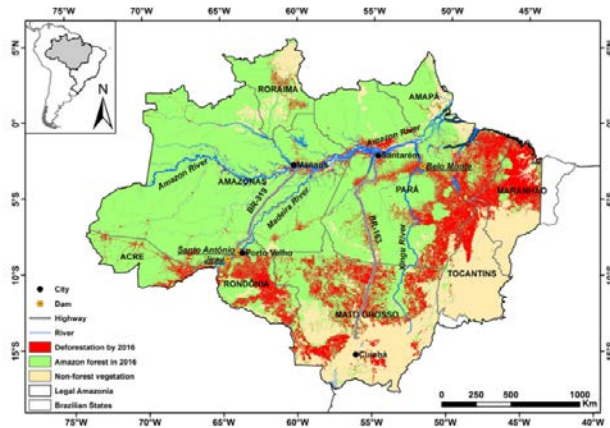 70°W 65°W 60°W 55°W 50°W 45°W 40°W
5°N
0°
5°S
10°S
15°S
N
RORAIMA
AMAPÁ
Amazon River
Manaus
Santarém
Belo Monte
Amazon River
AMAZONAS
PARÁ
MARANHÃO
BR-319
Madeira River
BR-163
Xingu River
Santo Antônio
Jirau
Porto Velho
ACRE
RONDÔNIA
TOCANTINS
MATO GROSSO
Cuiabá
0°
5°S
10°S
15°S
City
Dam
Highway
River
Deforestation by 2016
Amazon forest in 2016
Non-forest vegetation
Legal Amazonia
Brazilian States
0 250 500 1000
Km
75°W 70°W 65°W 60°W 55°W 50°W 45°W 40°W